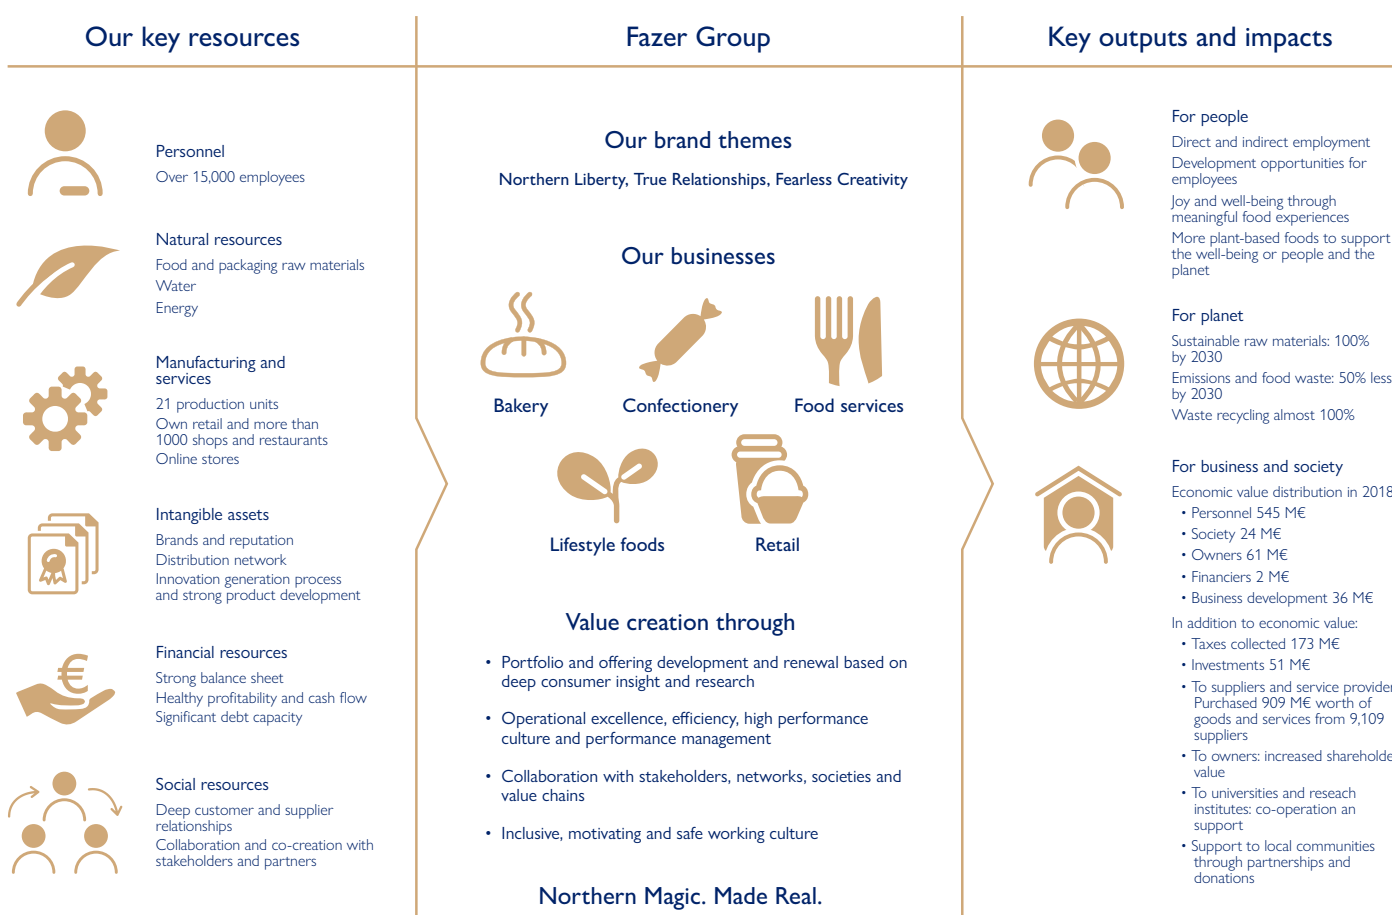 Our key resources
Personnel
Over 15,000 employees
Natural resources
Food and packaging raw materials
Water
Energy
Manufacturing and
services
21 production units
Own retail and more than
1000 shops and restaurants
Online stores
Intangible assets
Brands and reputation
Distribution network
Innovation generation process
and strong product development
€
Financial resources
Strong balance sheet
Healthy profitability and cash flow
Significant debt capacity
Social resources
Deep customer and supplier
relationships
Collaboration and co-creation with
stakeholders and partners
Fazer Group
Our brand themes
Northern Liberty, True Relationships, Fearless Creativity
Our businesses
Bakery
Confectionery
Food services
Lifestyle foods
Retail
Value creation through
• Portfolio and offering development and renewal based on
deep consumer insight and research
• Operational excellence, efficiency, high performance
culture and performance management
• Collaboration with stakeholders, networks, societies and
value chains
• Inclusive, motivating and safe working culture
Northern Magic. Made Real.
Key outputs and impacts
For people
Direct and indirect employment
Development opportunities for
employees
Joy and well-being through
meaningful food experiences
More plant-based foods to support
the well-being or people and the
planet
For planet
Sustainable raw materials: 100%
by 2030
Emissions and food waste: 50% less
by 2030
Waste recycling almost 100%
For business and society
Economic value distribution in 2018
• Personnel 545 M€
• Society 24 M€
• Owners 61 M€
• Financiers 2 M€
• Business development 36 M€
In addition to economic value:
• Taxes collected 173 M€
• Investments 51 M€
• To suppliers and service provider
Purchased 909 M€ worth of
goods and services from 9,109
suppliers
• To owners: increased shareholde
value
• To universities and reseach
institutes: co-operation an
support
• Support to local communities
through partnerships and
donations